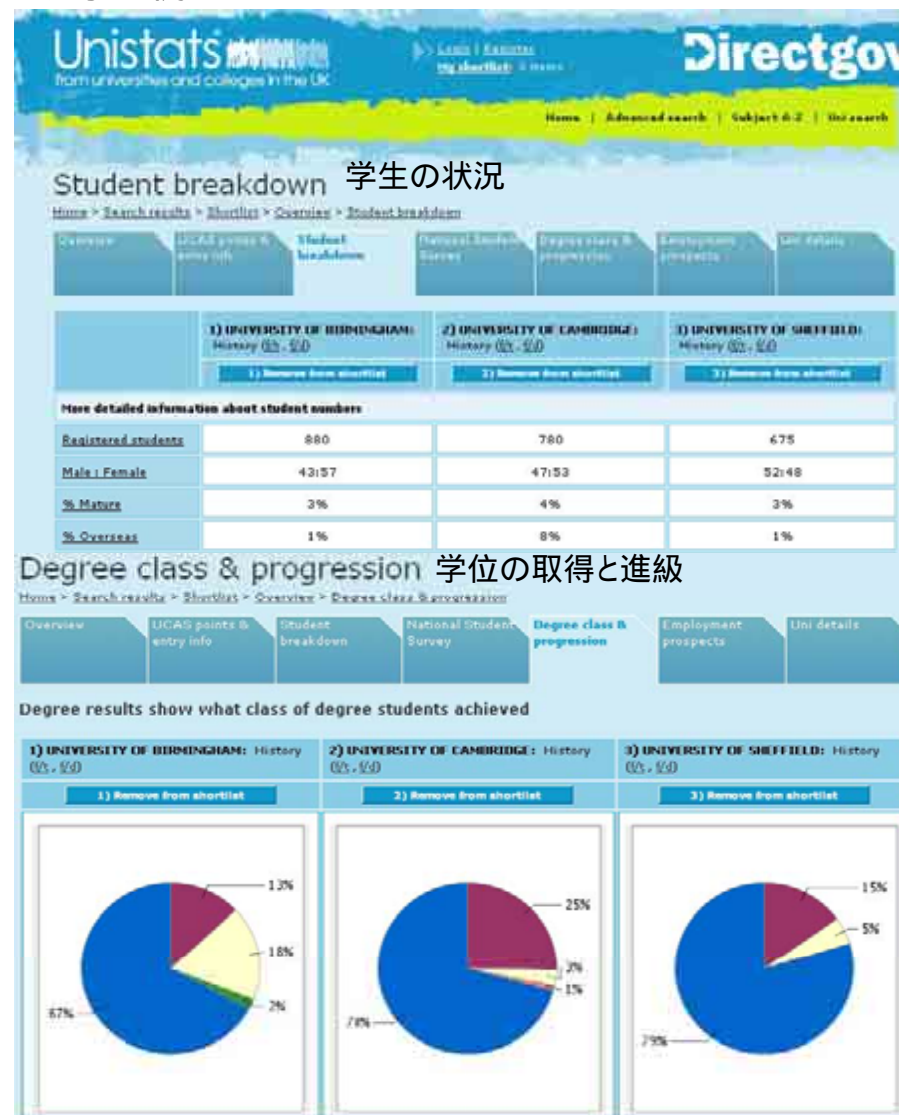 Unistats
from universities and colleges in the UK
Login | Register
My shortlist:
Directgov
Home | Advanced search | Subject A-Z | Uni search
Student breakdown 学生の状況
Home > Search results > Shortlist > Overview > Student breakdown
Overview
UCAS points & entry info
Student breakdown
National Student Survey
Degree class & progression
Employment prospects
Uni details
1) UNIVERSITY OF BIRMINGHAM: History (f/t , f/d)
2) UNIVERSITY OF CAMBRIDGE: History (f/t , f/d)
3) UNIVERSITY OF SHEFFIELD: History (f/t , f/d)
1) Remove from shortlist
2) Remove from shortlist
3) Remove from shortlist
More detailed information about student numbers
Registered students 880 780 675
Male : Female 43:57 47:53 52:48
% Mature 3% 4% 3%
% Overseas 1% 8% 1%
Degree class & progression 学位の取得と進級
Home > Search results > Shortlist > Overview > Degree class & progression
Overview
UCAS points & entry info
Student breakdown
National Student Survey
Degree class & progression
Employment prospects
Uni details
Degree results show what class of degree students achieved
1) UNIVERSITY OF BIRMINGHAM: History (f/t , f/d)
2) UNIVERSITY OF CAMBRIDGE: History (f/t , f/d)
3) UNIVERSITY OF SHEFFIELD: History (f/t , f/d)
1) Remove from shortlist
2) Remove from shortlist
3) Remove from shortlist
13%
18%
2%
67%
25%
3%
1%
15%
5%
79%